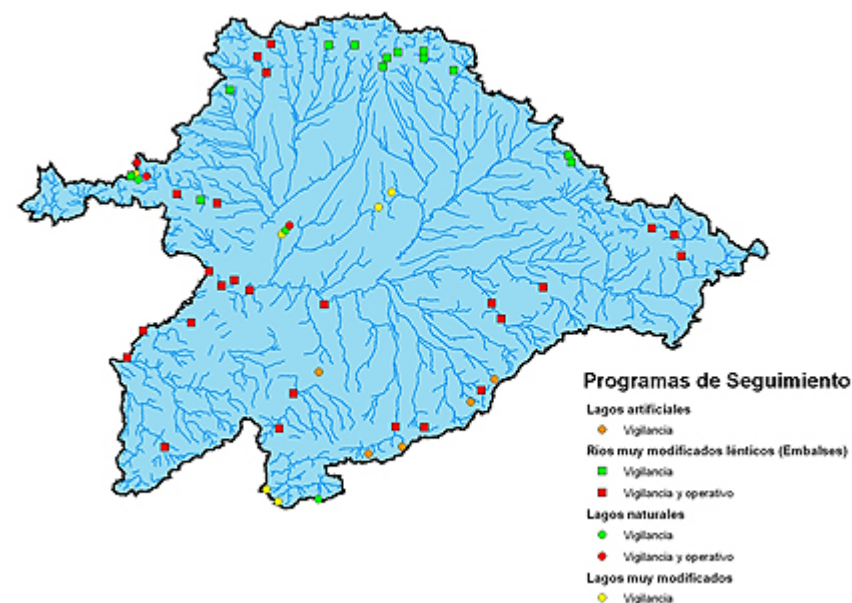 Programas de Seguimiento
Lagos artificiales
Vigilancia
Ríos muy modificados lénticos (Embalses)
Vigilancia
Vigilancia y operativo
Lagos naturales
Vigilancia
Vigilancia y operativo
Lagos muy modificados
Vigilancia